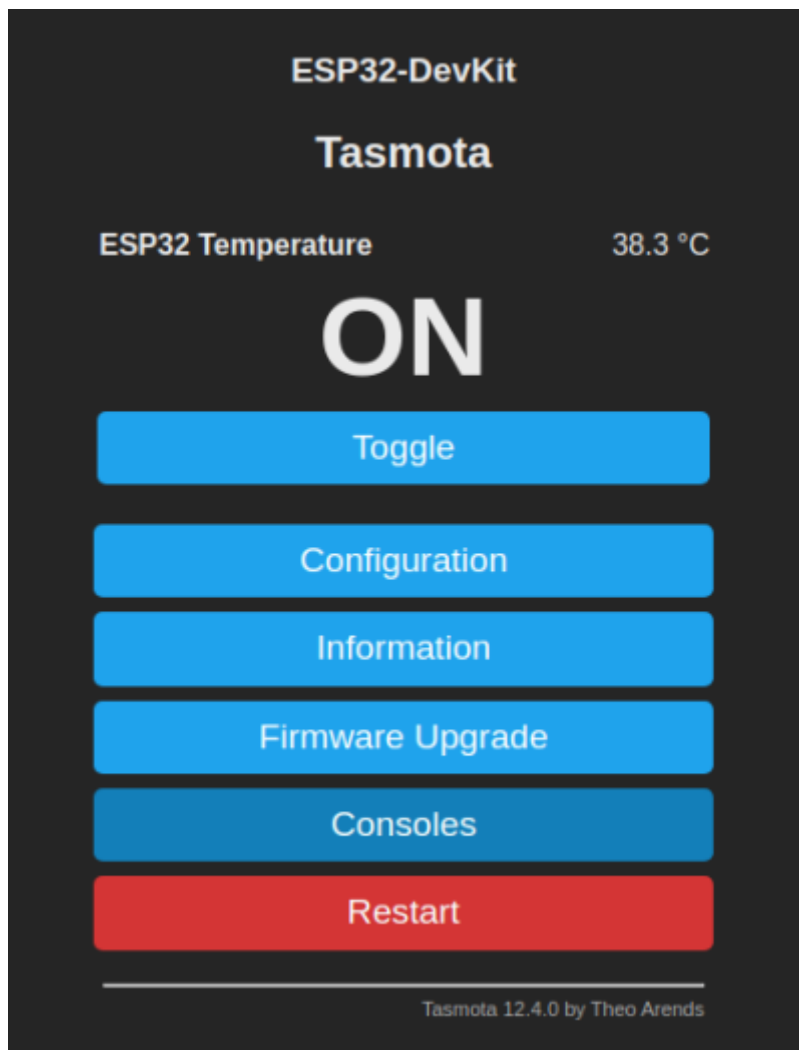 ESP32-DevKit
Tasmota
ESP32 Temperature 38.3 °C
ON
Toggle
Configuration
Information
Firmware Upgrade
Consoles
Restart
Tasmota 12.4.0 by Theo Arends